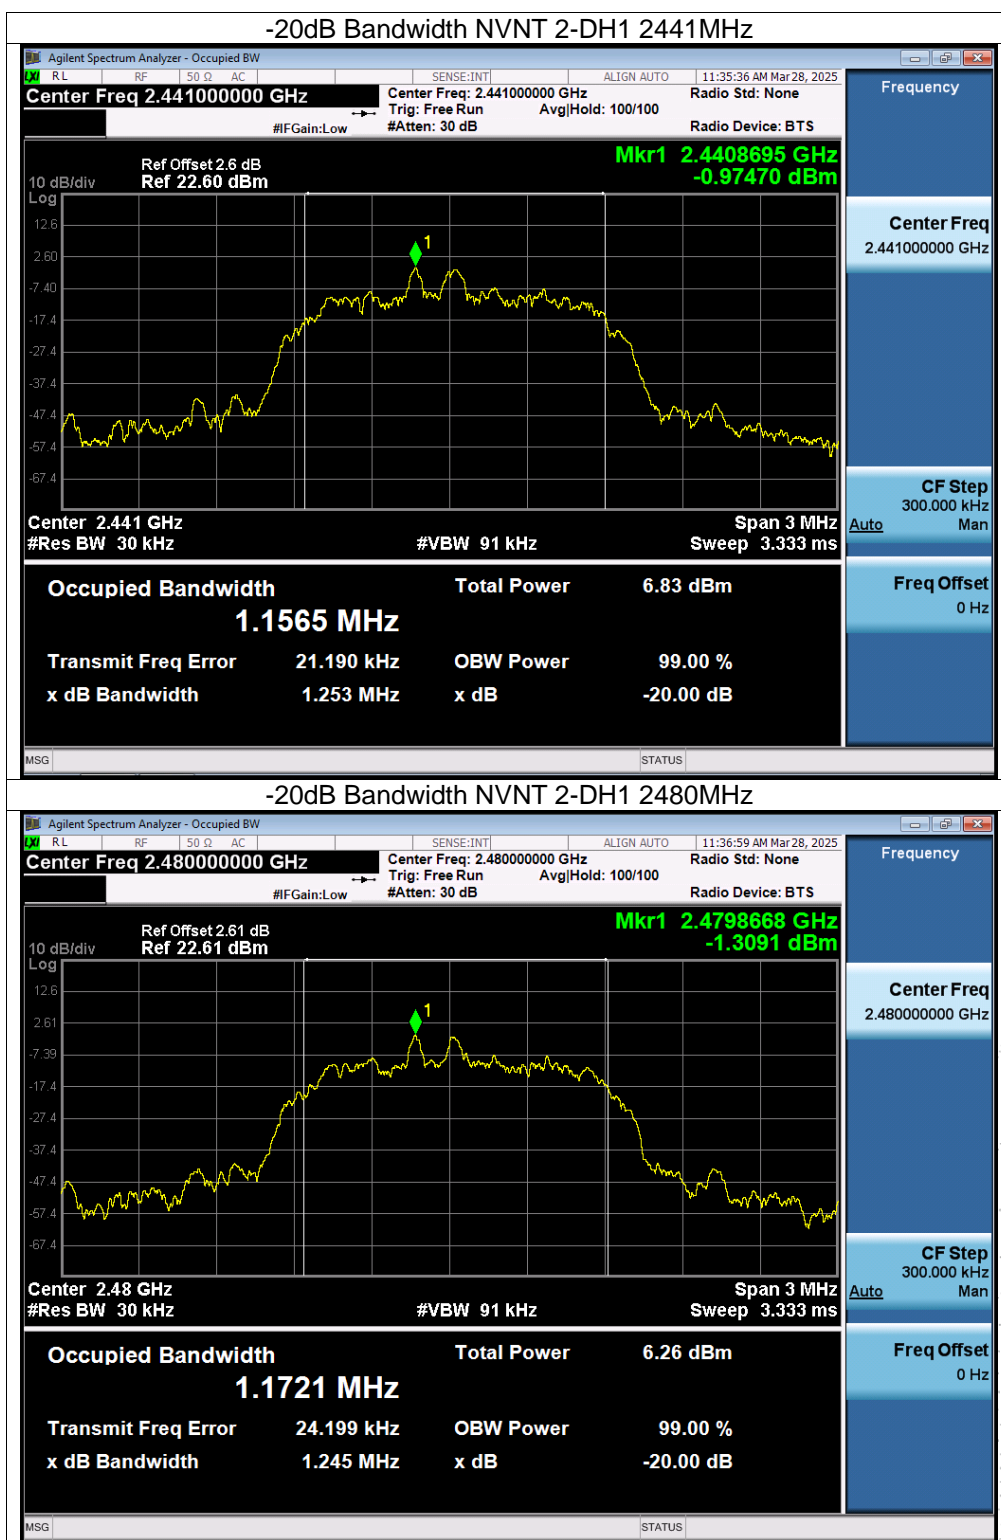 -20dB Bandwidth NVNT 2-DH1 2441MHz
Agilent Spectrum Analyzer - Occupied BW
LXI RL RF 50 Ω AC SENSE:INT ALIGN AUTO 11:35:36 AM Mar 28, 2025
Center Freq 2.441000000 GHz Center Freq: 2.441000000 GHz Radio Std: None
Trig: Free Run Avg|Hold: 100/100
#IFGain:Low #Atten: 30 dB Radio Device: BTS
Frequency
Mkr1 2.4408695 GHz
-0.97470 dBm
Ref Offset 2.6 dB
10 dB/div Ref 22.60 dBm
Log
12.6
2.60
-7.40
-17.4
-27.4
-37.4
-47.4
-57.4
-67.4
1
Center Freq
2.441000000 GHz
CF Step
300.000 kHz
Auto Man
Freq Offset
0 Hz
Center 2.441 GHz Span 3 MHz
#Res BW 30 kHz #VBW 91 kHz Sweep 3.333 ms
Occupied Bandwidth Total Power 6.83 dBm
1.1565 MHz
Transmit Freq Error 21.190 kHz OBW Power 99.00 %
x dB Bandwidth 1.253 MHz x dB -20.00 dB
MSG STATUS
-20dB Bandwidth NVNT 2-DH1 2480MHz
Agilent Spectrum Analyzer - Occupied BW
LXI RL RF 50 Ω AC SENSE:INT ALIGN AUTO 11:36:59 AM Mar 28, 2025
Center Freq 2.480000000 GHz Center Freq: 2.480000000 GHz Radio Std: None
Trig: Free Run Avg|Hold: 100/100
#IFGain:Low #Atten: 30 dB Radio Device: BTS
Frequency
Mkr1 2.4798668 GHz
-1.3091 dBm
Ref Offset 2.61 dB
10 dB/div Ref 22.61 dBm
Log
12.6
2.61
-7.39
-17.4
-27.4
-37.4
-47.4
-57.4
-67.4
1
Center Freq
2.480000000 GHz
CF Step
300.000 kHz
Auto Man
Freq Offset
0 Hz
Center 2.48 GHz Span 3 MHz
#Res BW 30 kHz #VBW 91 kHz Sweep 3.333 ms
Occupied Bandwidth Total Power 6.26 dBm
1.1721 MHz
Transmit Freq Error 24.199 kHz OBW Power 99.00 %
x dB Bandwidth 1.245 MHz x dB -20.00 dB
MSG STATUS